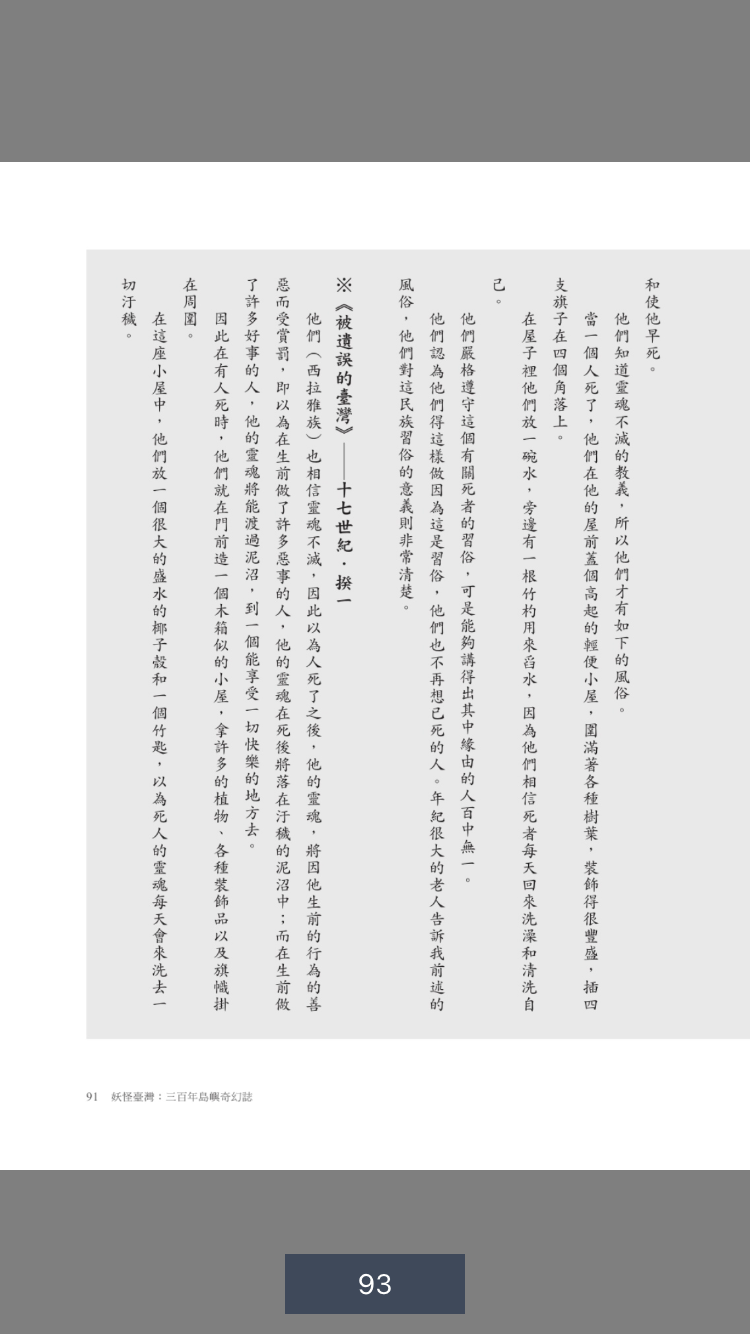 和使他早死。
他們知道靈魂不滅的教義，所以他們才有如下的風俗。
當一個人死了，他們在他的屋前蓋個高起的輕便小屋，圍滿著各種樹葉，裝飾得很豐盛，插四
支旗子在四個角落上。
在屋子裡他們放一碗水，旁邊有一根竹杓用來舀水，因為他們相信死者每天回來洗澡和清洗自
己。
他們嚴格遵守這個有關死者的習俗，可是能夠講得出其中緣由的人百中無一。
他們認為他們得這樣做因為這是習俗，他們也不再想已死的人。年紀很大的老人告訴我前述的
風俗，他們對這民族習俗的意義則非常清楚。
※《被遺誤的臺灣》——十七世紀．揆一
他們（西拉雅族）也相信靈魂不滅，因此以為人死了之後，他的靈魂，將因他生前的行為的善
惡而受賞罰，即以為在生前做了許多惡事的人，他的靈魂在死後將落在汙穢的泥沼中；而在生前做
了許多好事的人，他的靈魂將能渡過泥沼，到一個能享受一切快樂的地方去。
因此在有人死時，他們就在門前造一個木箱似的小屋，拿許多的植物、各種裝飾品以及旗幟掛
在周圍。
在這座小屋中，他們放一個很大的盛水的椰子殼和一個竹匙，以為死人的靈魂每天會來洗去一
切汙穢。
91 妖怪臺灣：三百年島嶼奇幻誌
93